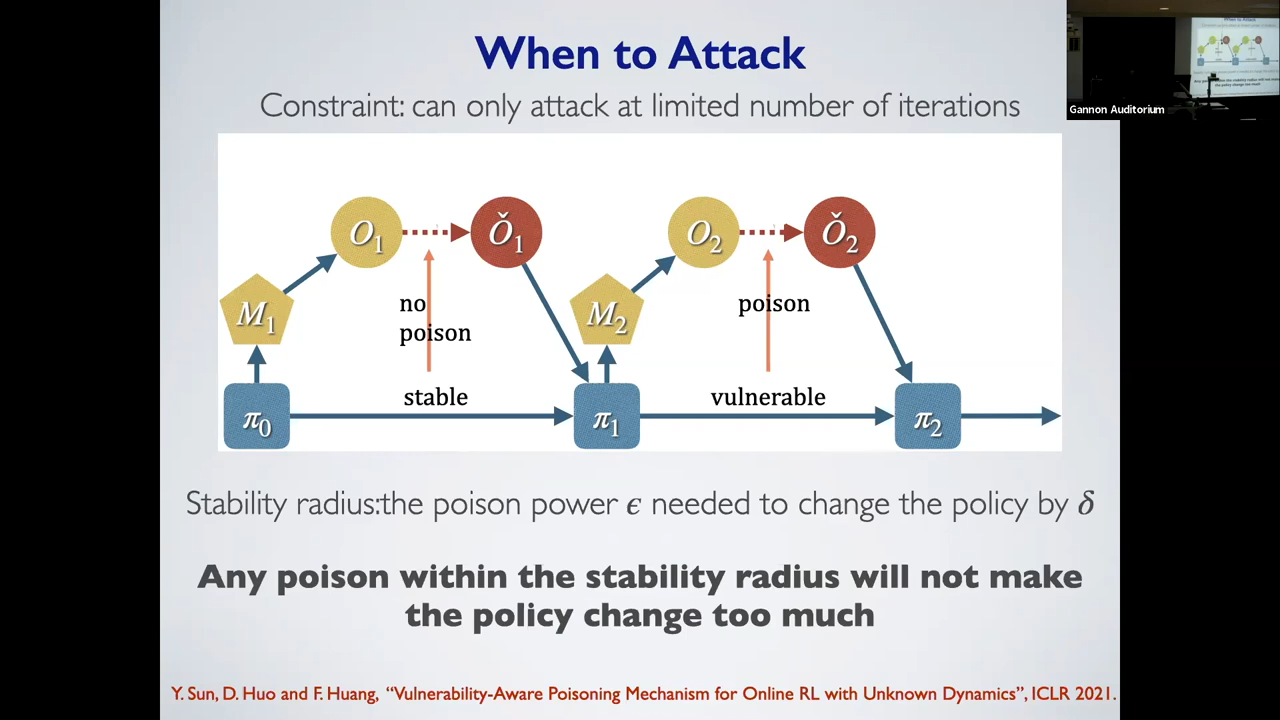 When to Attack
Constraint: can only attack at limited number of iterations
Gannon Auditorium
O₁
Ǒ₁
O₂
Ǒ₂
M₁
no
poison
M₂
poison
stable
vulnerable
π₀
π₁
π₂
Stability radius:the poison power ϵ needed to change the policy by δ
Any poison within the stability radius will not make
the policy change too much
Y. Sun, D. Huo and F. Huang, “Vulnerability-Aware Poisoning Mechanism for Online RL with Unknown Dynamics”, ICLR 2021.